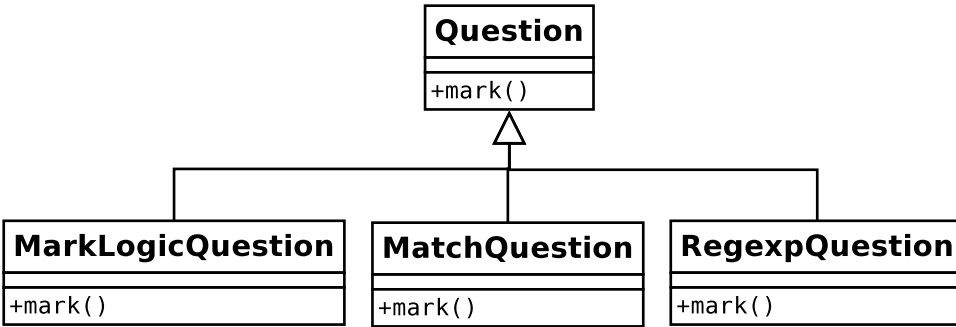 Question
+mark()
MarkLogicQuestion
+mark()
MatchQuestion
+mark()
RegexpQuestion
+mark()